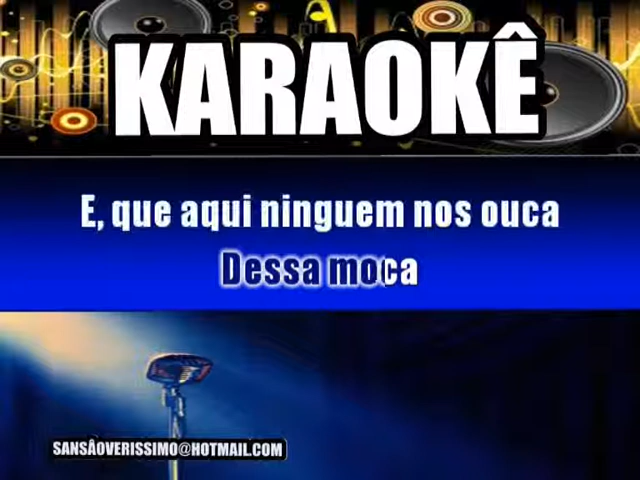 KARAOKÊ
E, que aqui ninguem nos ouca
Dessa moca
SANSÂOVERISSIMO@HOTMAIL.COM